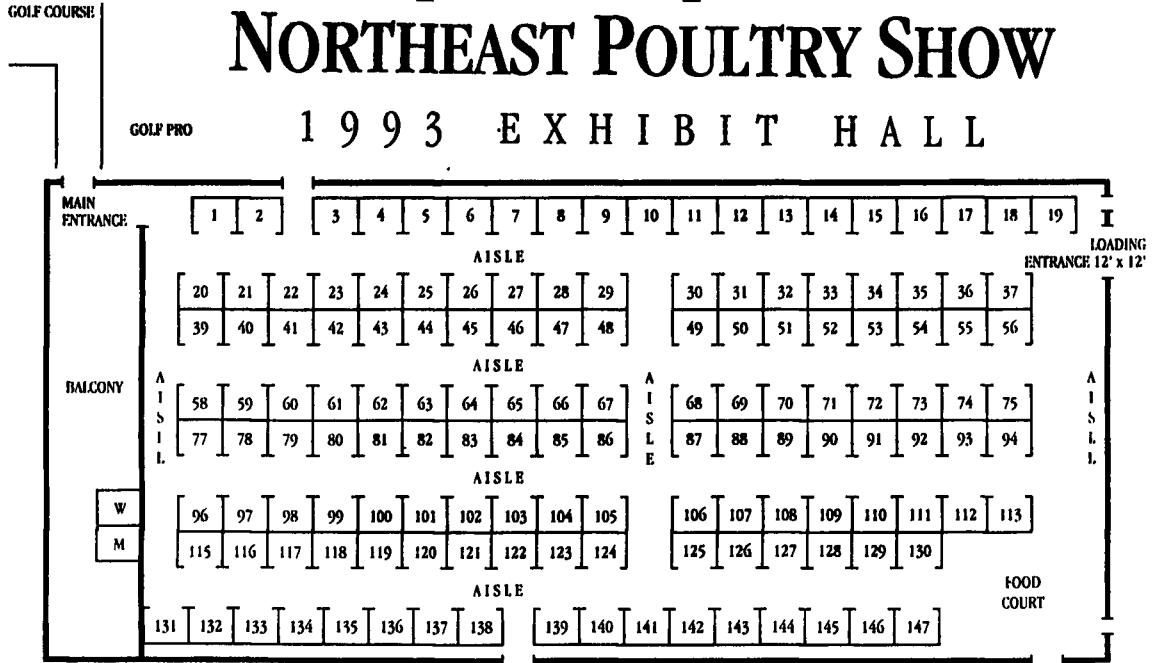 GOLF COURSE
NORTHEAST POULTRY SHOW
GOLF PRO
1993 EXHIBIT HALL
MAIN
ENTRANCE
1 2 3 4 5 6 7 8 9 10 11 12 13 14 15 16 17 18 19
LOADING
ENTRANCE 12' x 12'
AISLE
20 21 22 23 24 25 26 27 28 29 30 31 32 33 34 35 36 37
39 40 41 42 43 44 45 46 47 48 49 50 51 52 53 54 55 56
AISLE
BALCONY
AISLE
AISLE
AISLE
58 59 60 61 62 63 64 65 66 67 68 69 70 71 72 73 74 75
77 78 79 80 81 82 83 84 85 86 87 88 89 90 91 92 93 94
AISLE
W
96 97 98 99 100 101 102 103 104 105 106 107 108 109 110 111 112 113
M
115 116 117 118 119 120 121 122 123 124 125 126 127 128 129 130
AISLE
FOOD
COURT
131 132 133 134 135 136 137 138 139 140 141 142 143 144 145 146 147